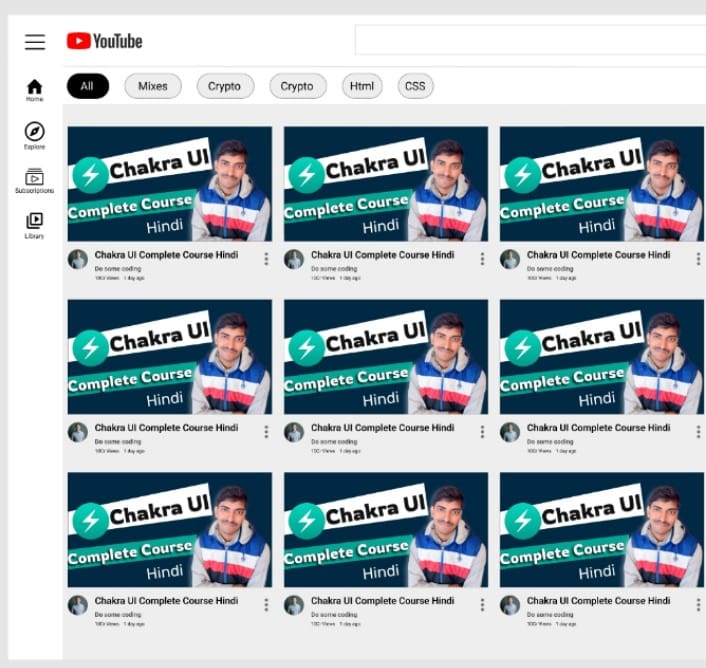 YouTube
All Mixes Crypto Crypto Html CSS
Home
Explore
Subscriptions
Library
Chakra UI
Complete Course
Hindi
Chakra UI Complete Course Hindi
Do some coding
100 Views 1 day ago
Chakra UI
Complete Course
Hindi
Chakra UI Complete Course Hindi
Do some coding
100 Views 1 day ago
Chakra UI
Complete Course
Hindi
Chakra UI Complete Course Hindi
Do some coding
100 Views 1 day ago
Chakra UI
Complete Course
Hindi
Chakra UI Complete Course Hindi
Do some coding
100 Views 1 day ago
Chakra UI
Complete Course
Hindi
Chakra UI Complete Course Hindi
Do some coding
100 Views 1 day ago
Chakra UI
Complete Course
Hindi
Chakra UI Complete Course Hindi
Do some coding
100 Views 1 day ago
Chakra UI
Complete Course
Hindi
Chakra UI Complete Course Hindi
Do some coding
100 Views 1 day ago
Chakra UI
Complete Course
Hindi
Chakra UI Complete Course Hindi
Do some coding
100 Views 1 day ago
Chakra UI
Complete Course
Hindi
Chakra UI Complete Course Hindi
Do some coding
100 Views 1 day ago